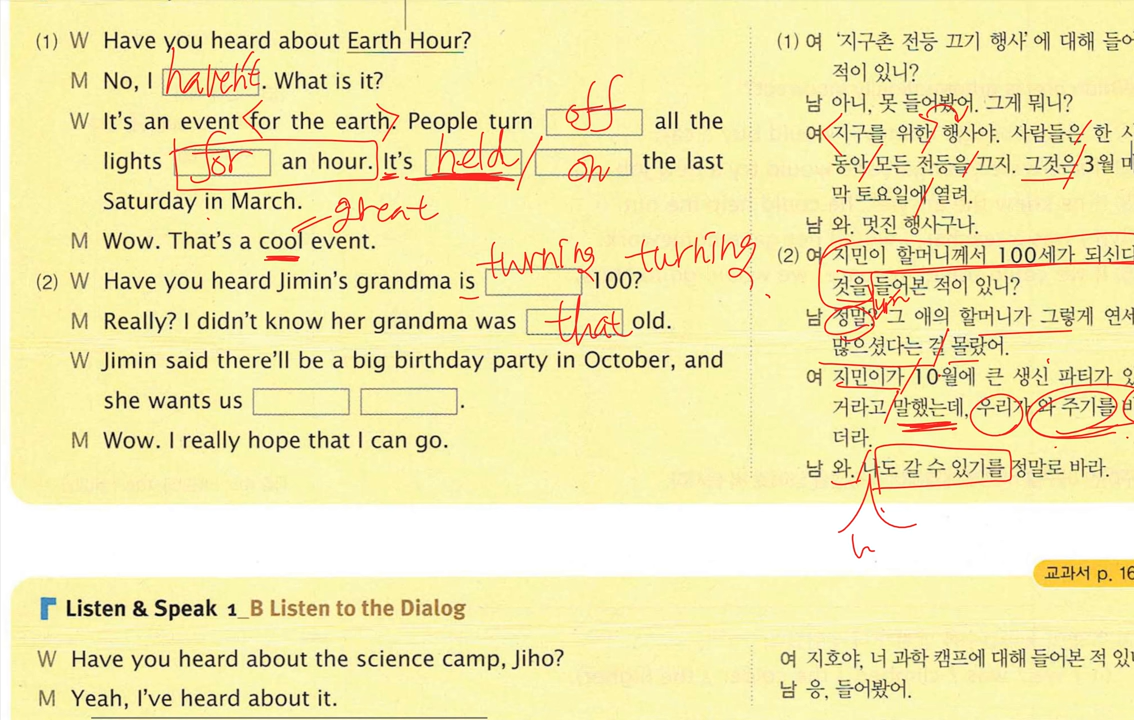 (1) W Have you heard about Earth Hour?
M No, I haven't. What is it?
W It's an event <for the earth>. People turn off all the
lights for an hour. It's held / on the last
Saturday in March.
= great
M Wow. That's a cool event.
turning turning
(2) W Have you heard Jimin's grandma is 100?
M Really? I didn't know her grandma was that old.
W Jimin said there'll be a big birthday party in October, and
she wants us .
M Wow. I really hope that I can go.
(1) 여 '지구촌 전등 끄기 행사'에 대해 들어
적이 있니?
남 아니, 못 들어봤어. 그게 뭐니?
여 <지구를 위한 행사야. 사람들은 한 시
동안 모든 전등을 끄지. 그것은 3월 마
막 토요일에 열려.
남 와. 멋진 행사구나.
(2) 여 지민이 할머니께서 100세가 되신다
것을 들어본 적이 있니?
남 정말? 그 애의 할머니가 그렇게 연세
많으셨다는 걸 몰랐어.
여 지민이가 10월에 큰 생신 파티가 있
거라고 말했는데, 우리가 와 주기를 바
더라.
남 와. 나도 갈 수 있기를 정말로 바라.
교과서 p. 16
Listen & Speak 1_B Listen to the Dialog
W Have you heard about the science camp, Jiho?
M Yeah, I've heard about it.
여 지호야, 너 과학 캠프에 대해 들어본 적 있니
남 응, 들어봤어.